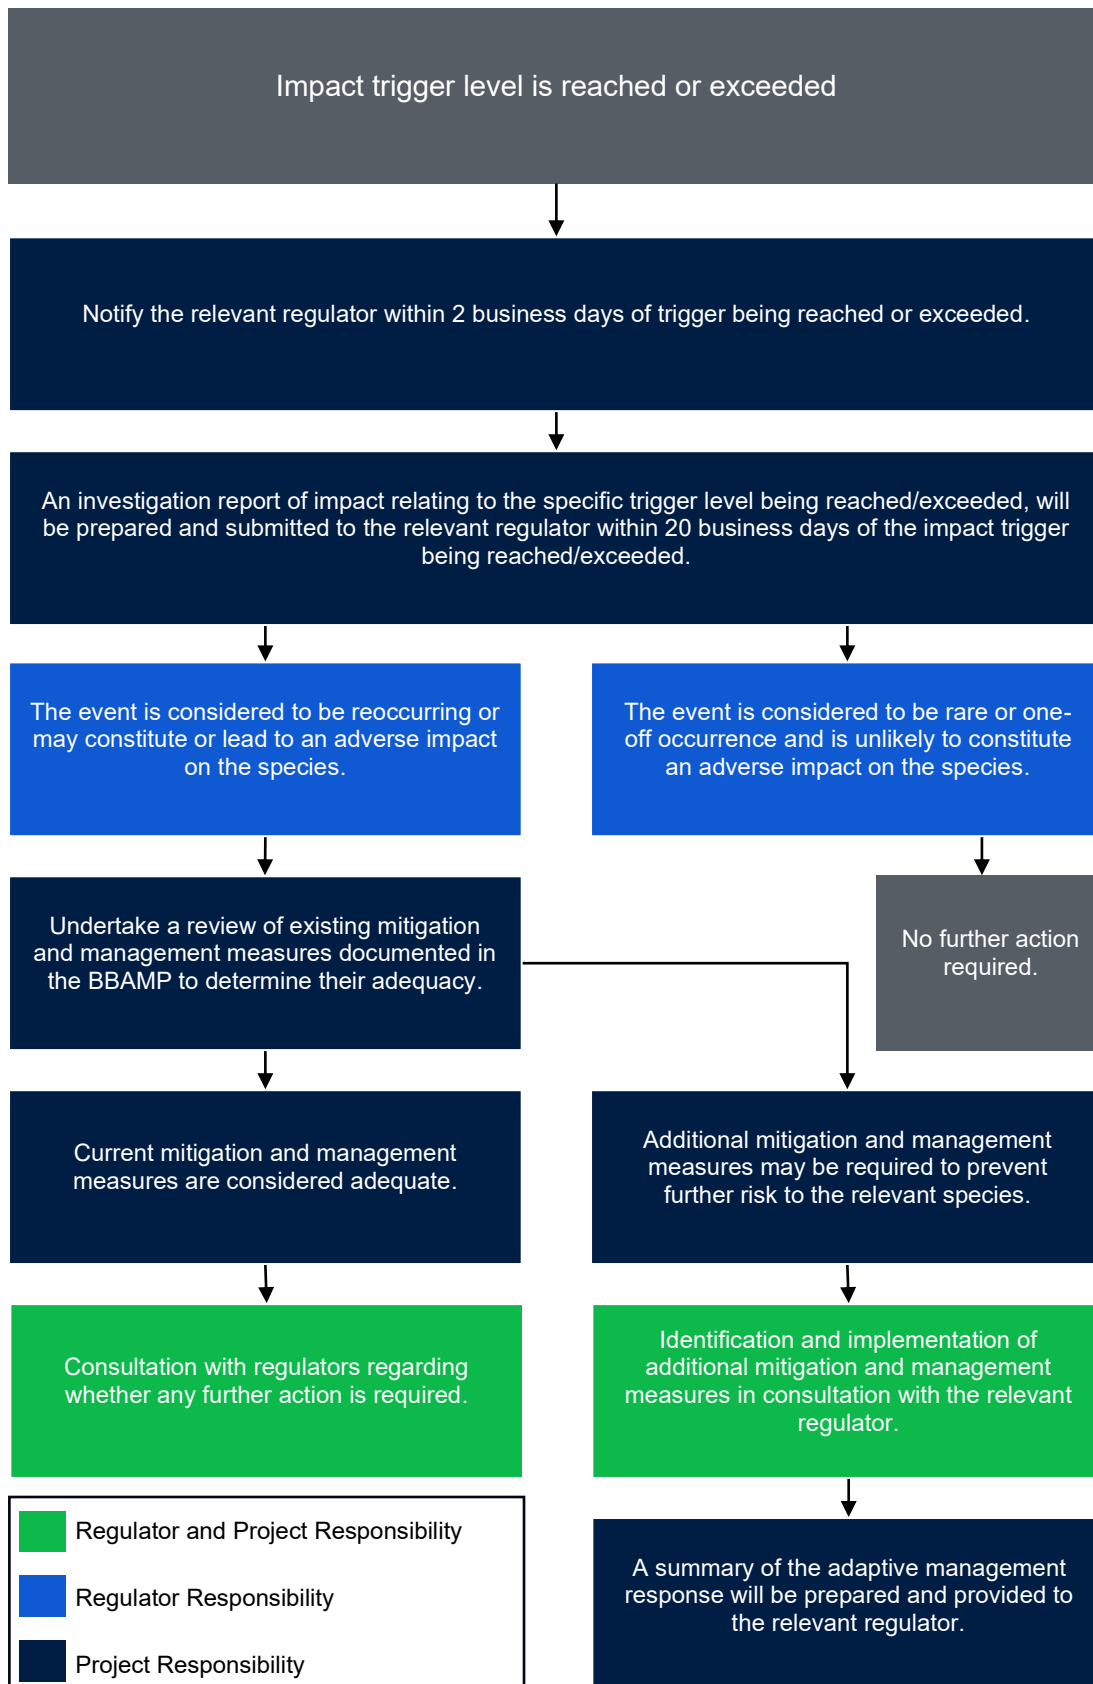 Impact trigger level is reached or exceeded
Notify the relevant regulator within 2 business days of trigger being reached or exceeded.
An investigation report of impact relating to the specific trigger level being reached/exceeded, will
be prepared and submitted to the relevant regulator within 20 business days of the impact trigger
being reached/exceeded.
The event is considered to be reoccurring or
may constitute or lead to an adverse impact
on the species.
The event is considered to be rare or one-
off occurrence and is unlikely to constitute
an adverse impact on the species.
Undertake a review of existing mitigation
and management measures documented in
the BBAMP to determine their adequacy.
No further action
required.
Current mitigation and management
measures are considered adequate.
Additional mitigation and management
measures may be required to prevent
further risk to the relevant species.
Consultation with regulators regarding
whether any further action is required.
Identification and implementation of
additional mitigation and management
measures in consultation with the relevant
regulator.
A summary of the adaptive management
response will be prepared and provided to
the relevant regulator.
Regulator and Project Responsibility
Regulator Responsibility
Project Responsibility